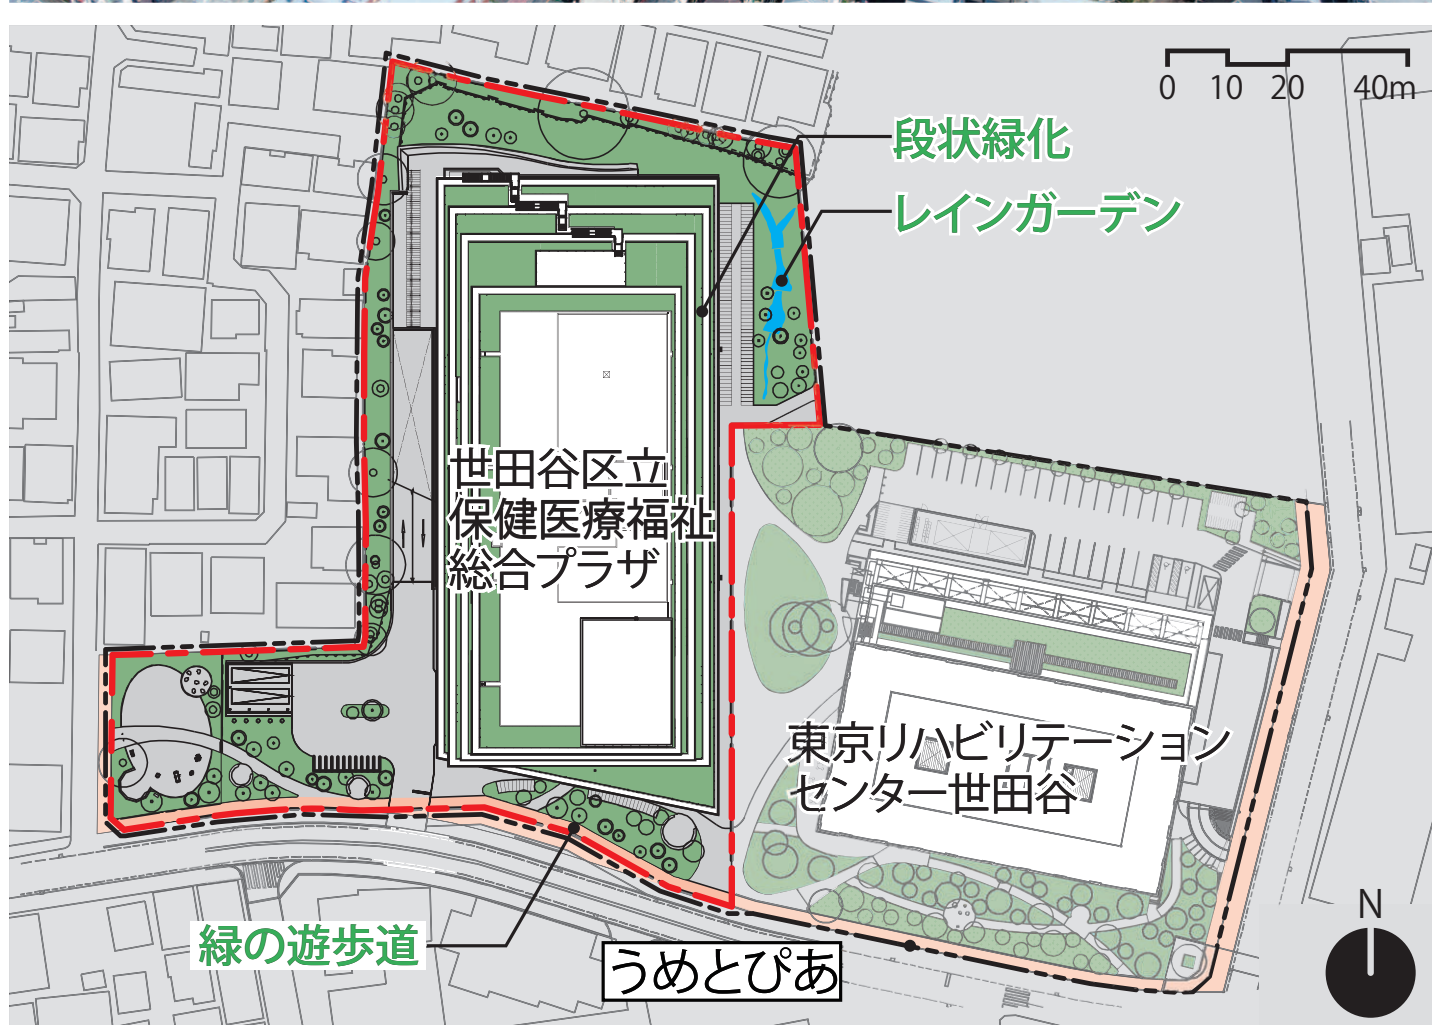 0 10 20 40m
段状緑化
レインガーデン
世田谷区立
保健医療福祉
総合プラザ
東京リハビリテーション
センター世田谷
緑の遊歩道
うめとぴあ
N